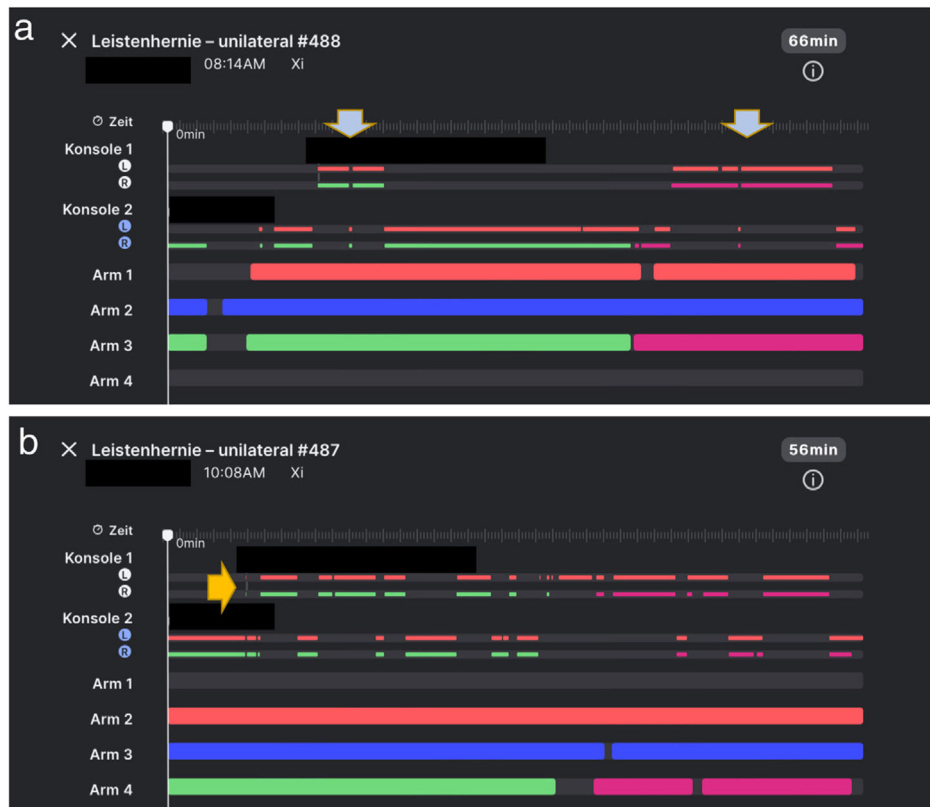 a
Leistenhernie – unilateral #488
66min
08:14AM Xi
Zeit
0min
Konsole 1
L
R
Konsole 2
L
R
Arm 1
Arm 2
Arm 3
Arm 4
b
Leistenhernie – unilateral #487
56min
10:08AM Xi
Zeit
0min
Konsole 1
L
R
Konsole 2
L
R
Arm 1
Arm 2
Arm 3
Arm 4